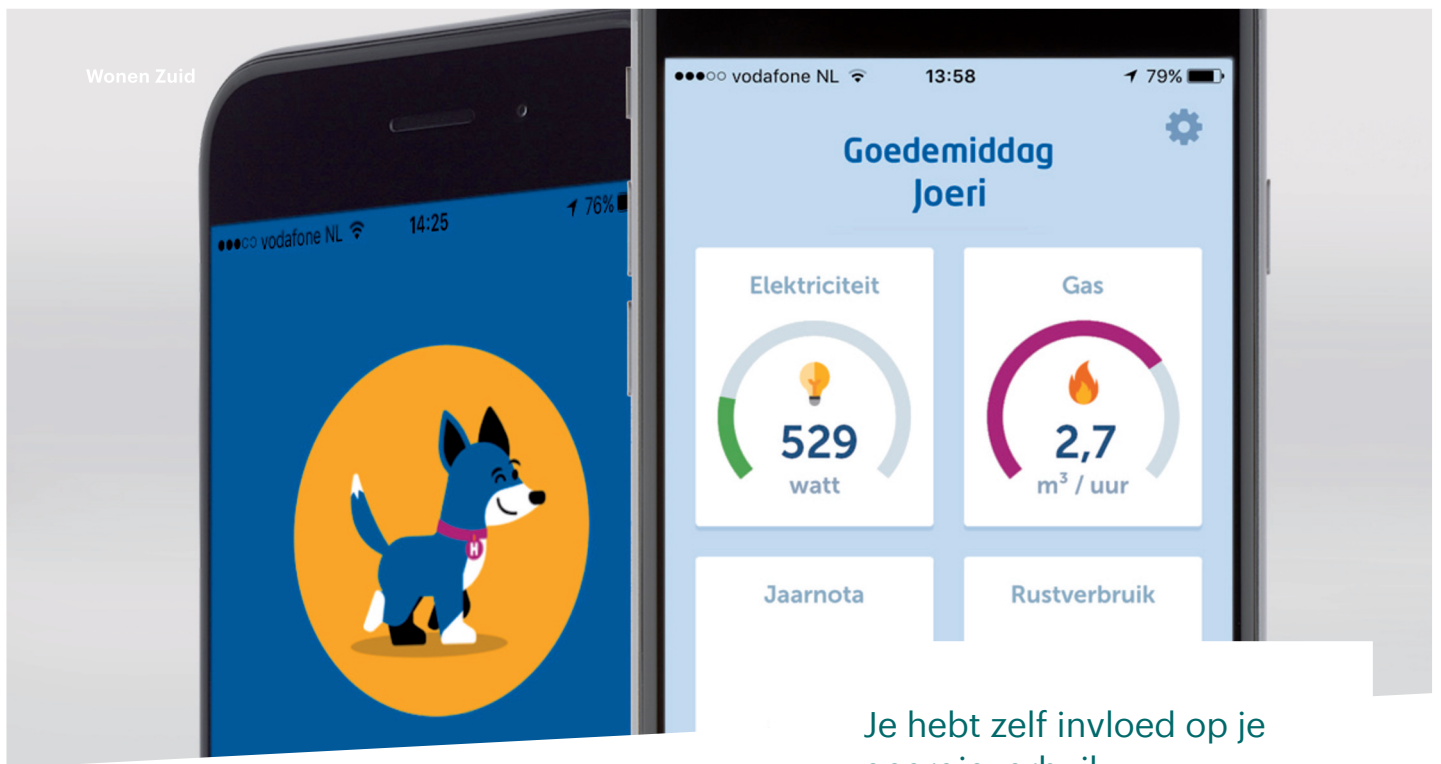 Wonen Zuid
vodafone NL 14:25 76%
H
vodafone NL 13:58 79%
Goedemiddag
Joeri
Elektriciteit
529
watt
Gas
2,7
m³ / uur
Jaarnota
Rustverbruik
Je hebt zelf invloed op je